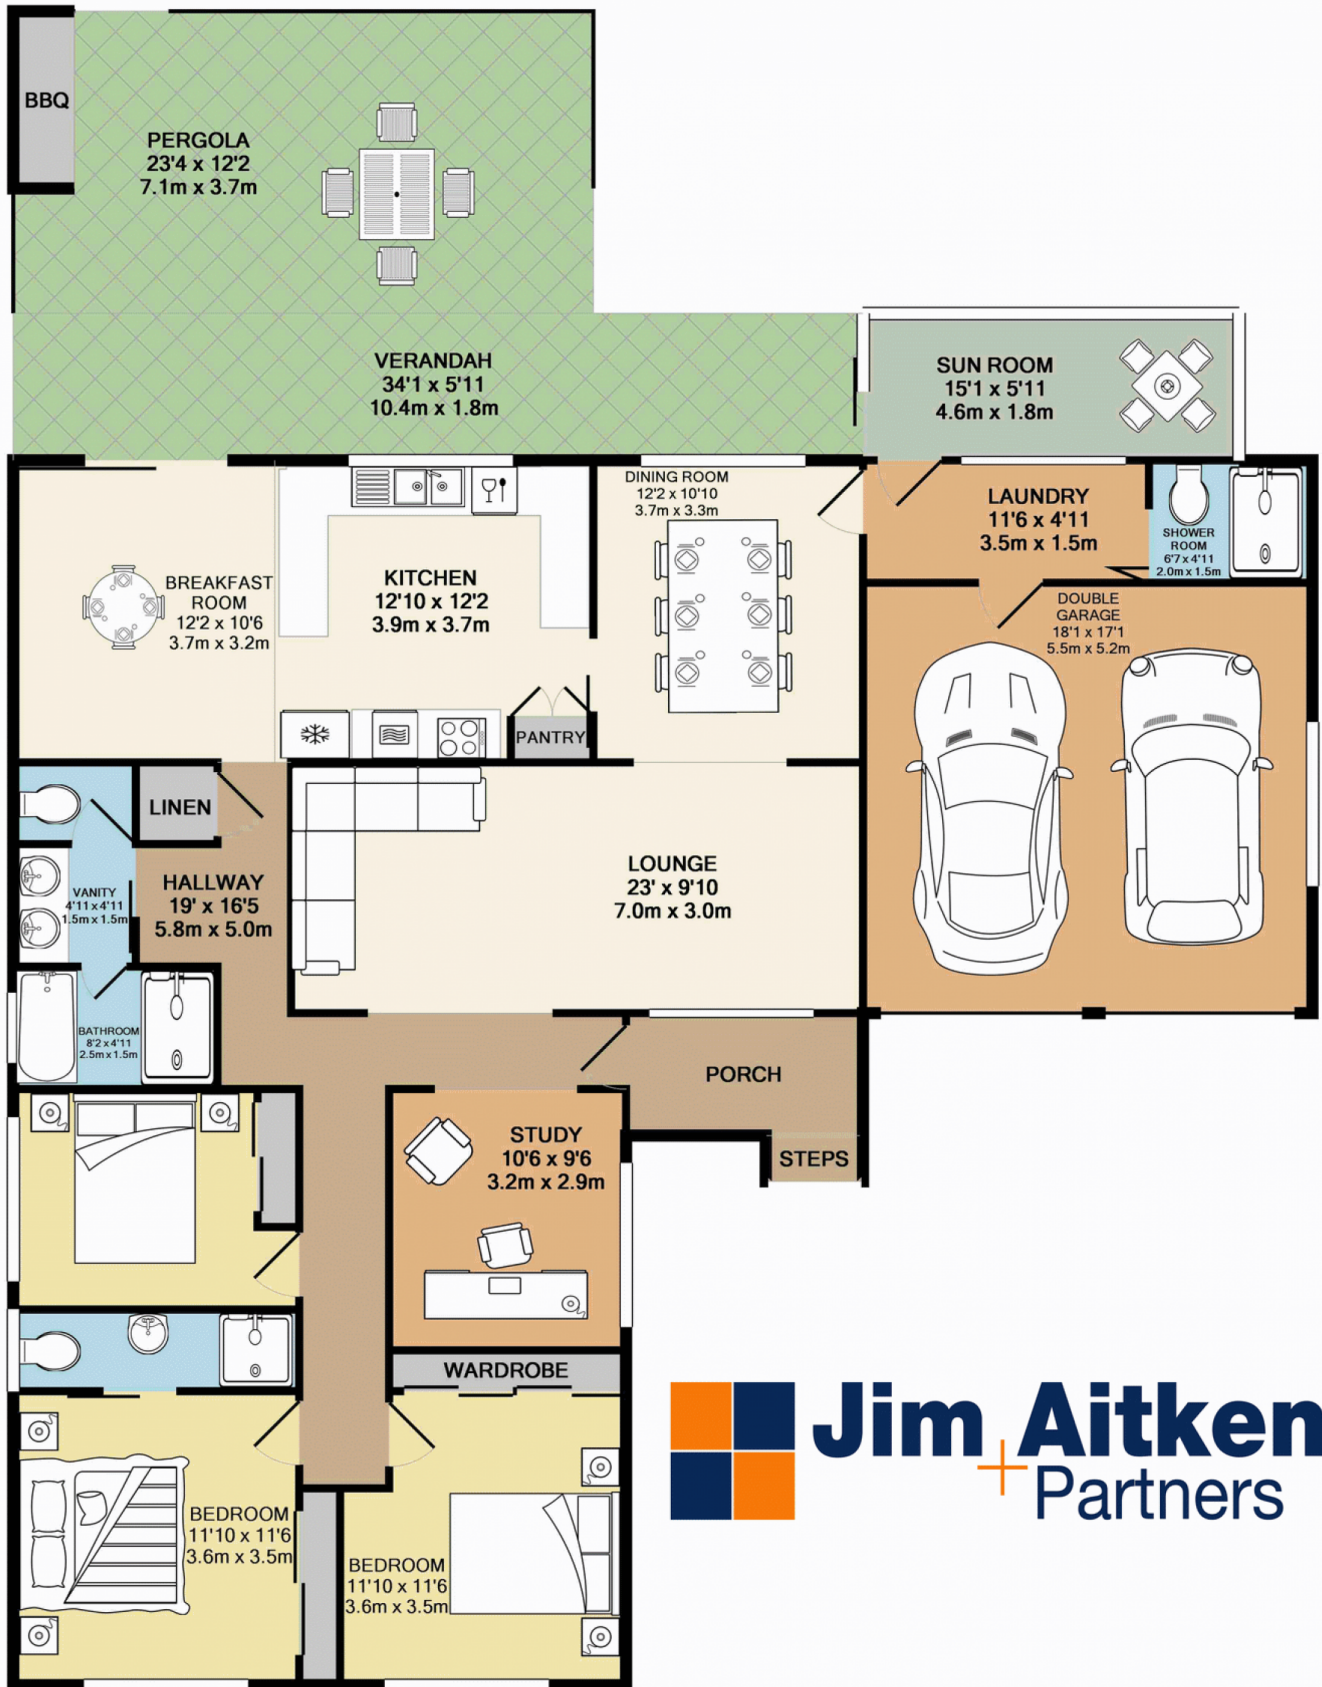 BBQ
PERGOLA
23'4 x 12'2
7.1m x 3.7m
VERANDAH
34'1 x 5'11
10.4m x 1.8m
SUN ROOM
15'1 x 5'11
4.6m x 1.8m
BREAKFAST
ROOM
12'2 x 10'6
3.7m x 3.2m
KITCHEN
12'10 x 12'2
3.9m x 3.7m
PANTRY
DINING ROOM
12'2 x 10'10
3.7m x 3.3m
LAUNDRY
11'6 x 4'11
3.5m x 1.5m
SHOWER
ROOM
6'7 x 4'11
2.0m x 1.5m
DOUBLE
GARAGE
18'1 x 17'1
5.5m x 5.2m
LINEN
VANITY
4'11 x 4'11
1.5m x 1.5m
HALLWAY
19' x 16'5
5.8m x 5.0m
LOUNGE
23' x 9'10
7.0m x 3.0m
BATHROOM
8'2 x 4'11
2.5m x 1.5m
PORCH
STEPS
STUDY
10'6 x 9'6
3.2m x 2.9m
WARDROBE
BEDROOM
11'10 x 11'6
3.6m x 3.5m
BEDROOM
11'10 x 11'6
3.6m x 3.5m
Jim Aitken
+ Partners